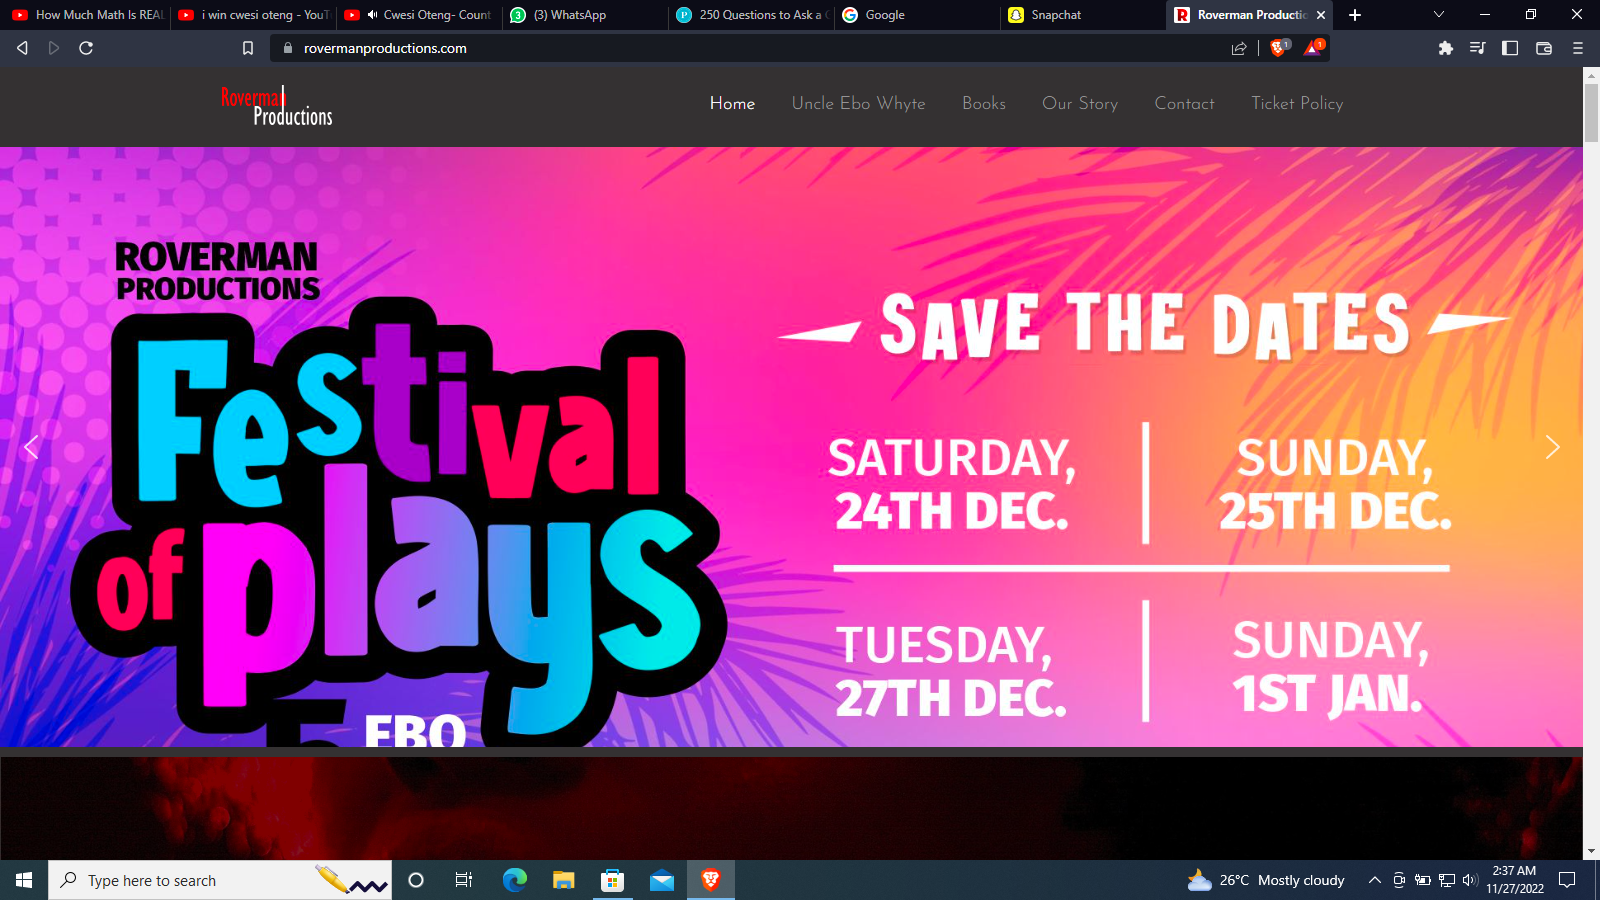 How Much Math Is REAL
i win cwesi oteng - YouT
Cwesi Oteng- Count
(3) WhatsApp
250 Questions to Ask a
Google
Snapchat
Roverman Productio
rovermanproductions.com
1
1
Roverman
Productions
Home
Uncle Ebo Whyte
Books
Our Story
Contact
Ticket Policy
ROVERMAN
PRODUCTIONS
Festival
of plays
EBO
SAVE THE DATES
SATURDAY,
24TH DEC.
SUNDAY,
25TH DEC.
TUESDAY,
27TH DEC.
SUNDAY,
1ST JAN.
Type here to search
26°C Mostly cloudy
2:37 AM
11/27/2022